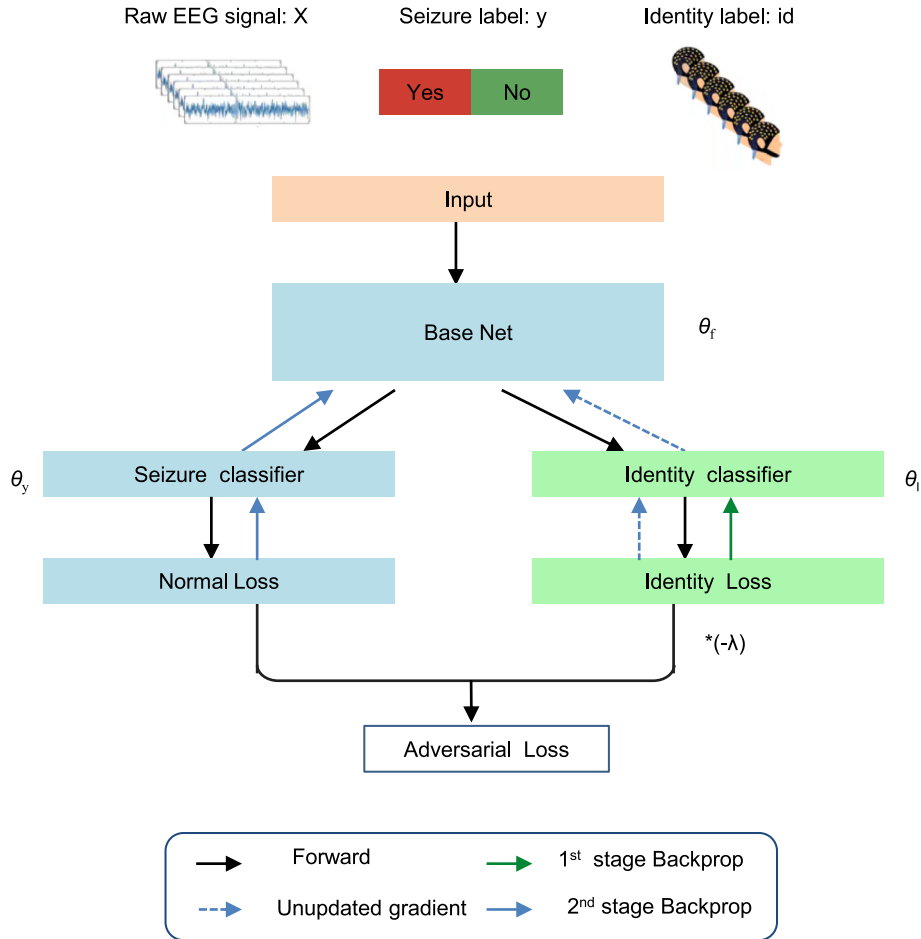 Raw EEG signal: X Seizure label: y Identity label: id
Yes No
Input
Base Net θf
θy Seizure classifier Identity classifier θl
Normal Loss Identity Loss
*(-λ)
Adversarial Loss
Forward 1st stage Backprop
Unupdated gradient 2nd stage Backprop